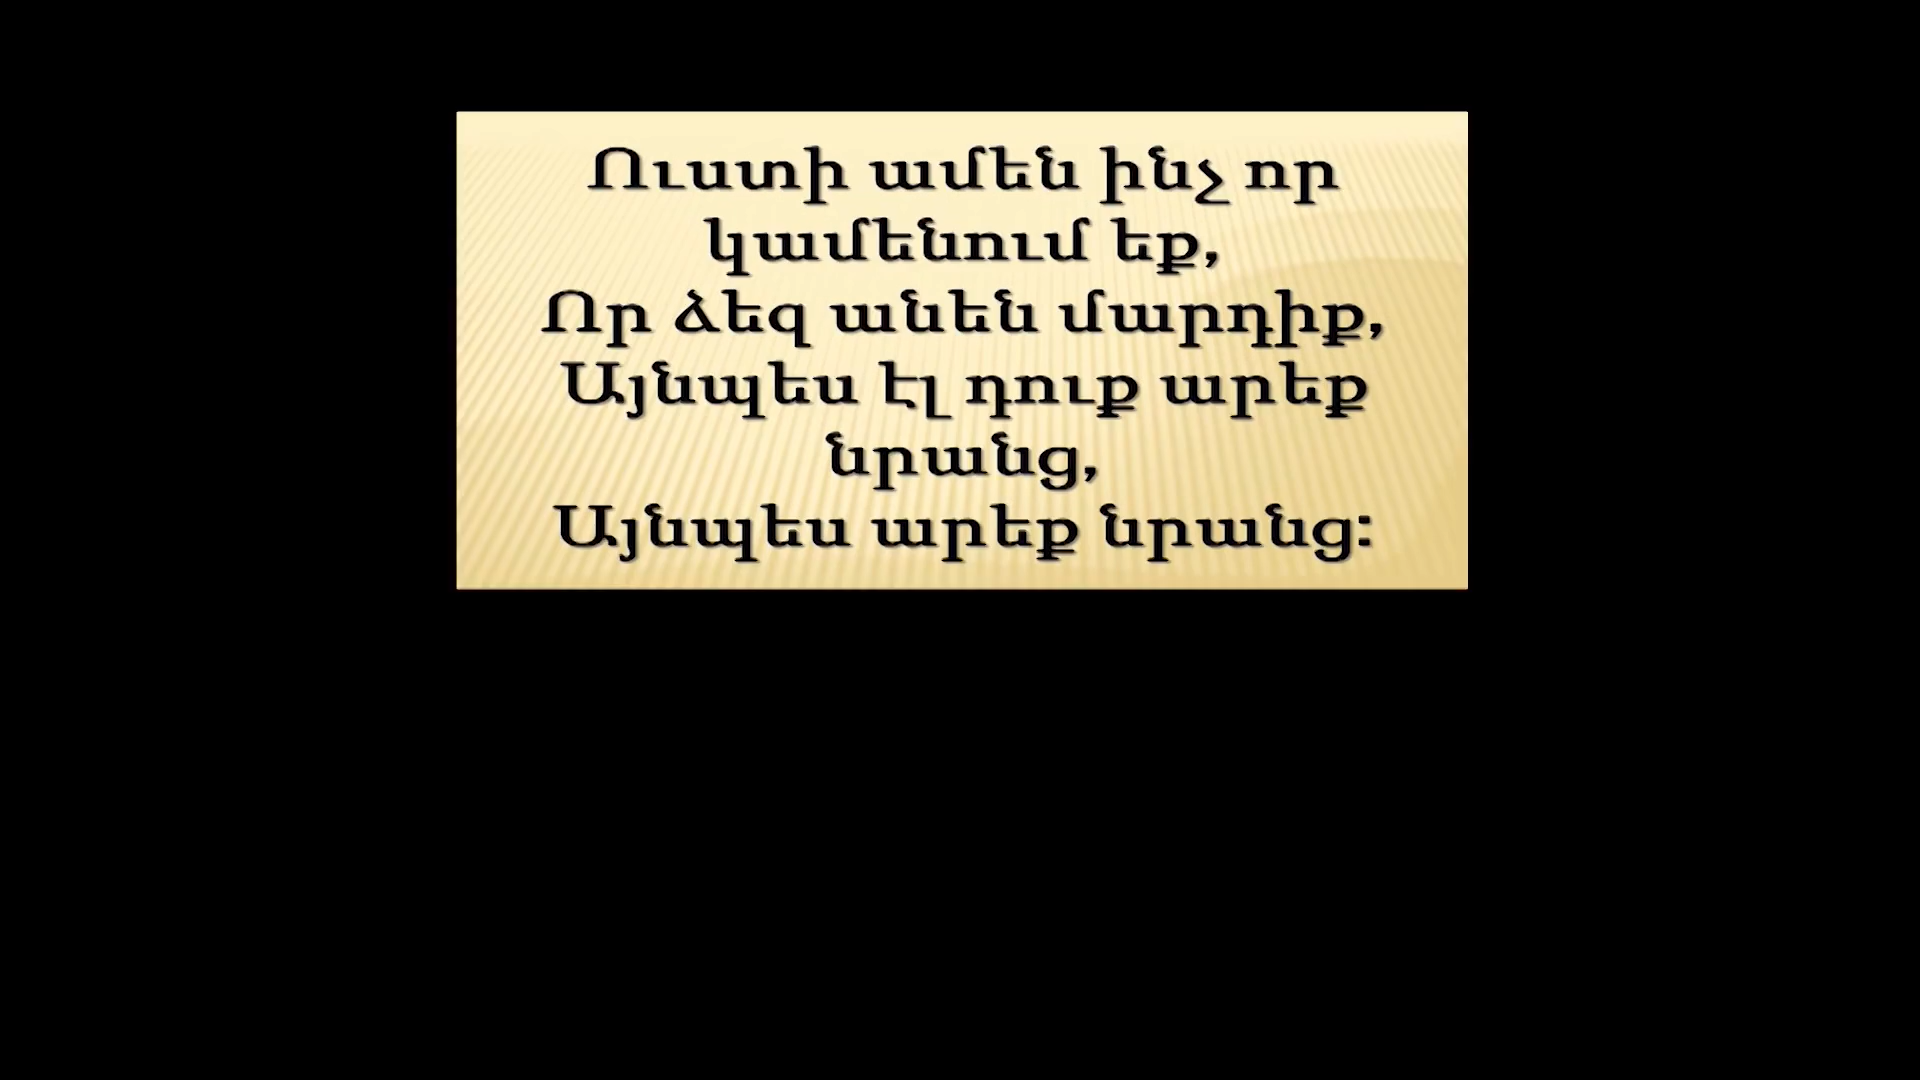 Ուստի ամեն ինչ որ
կամենում եք,
Որ ձեզ անեն մարդիք,
Այնպես էլ դուք արեք
նրանց,
Այնպես արեք նրանց: